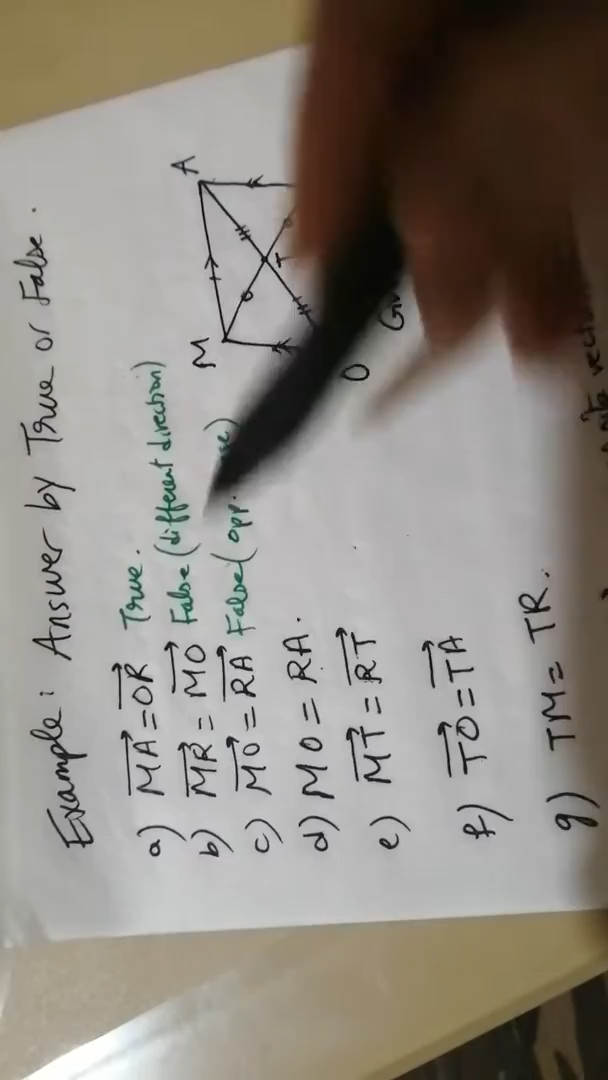 Example: Answer by True or False.
a) MA⃗ = OR⃗ True.
b) MR⃗ = MO⃗ False (different direction)
c) MO⃗ = RA⃗ False (opp.
d) MO = RA.
e) MT⃗ = RT⃗
f) TO⃗ = TA⃗
g) TM = TR.
A
M
T
O